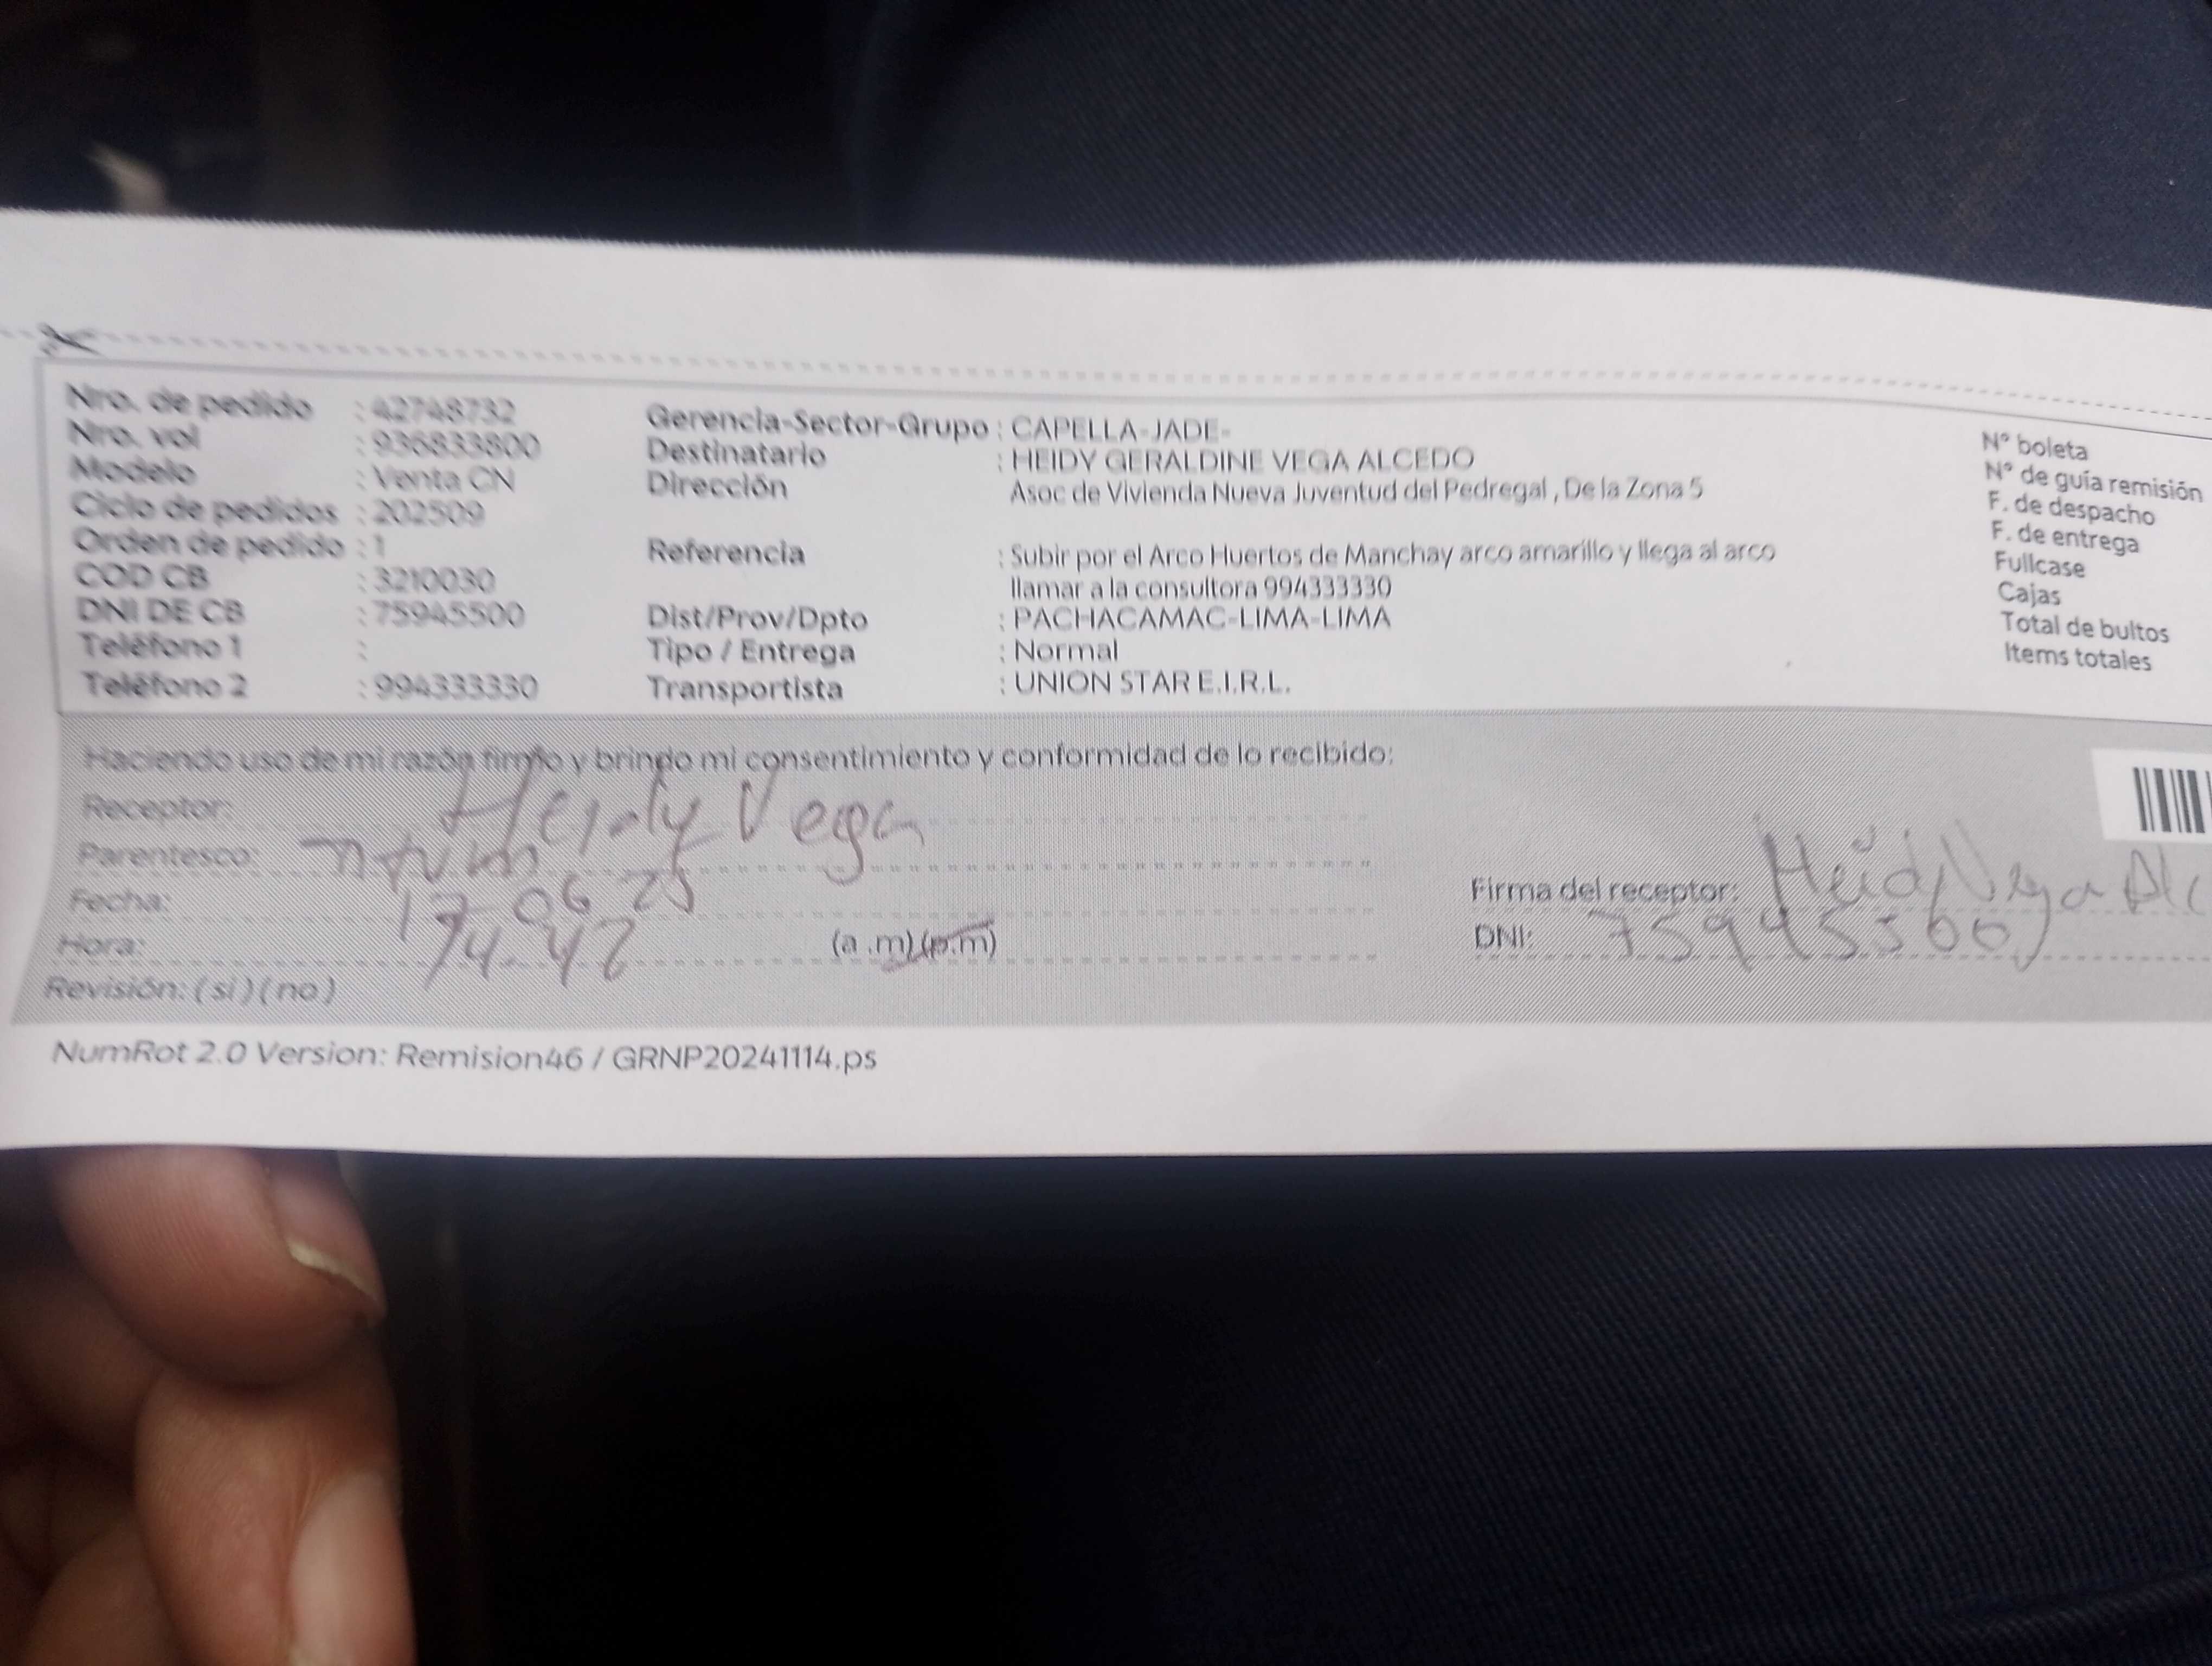 Nro. de pedido : 42748732
Nro. vol : 936833800
Modelo : Venta CN
Ciclo de pedidos : 202509
Orden de pedido : 1
COD CB : 3210030
DNI DE CB : 75945500
Teléfono 1 :
Teléfono 2 : 994333330
Gerencia-Sector-Grupo : CAPELLA-JADE-
Destinatario : HEIDY GERALDINE VEGA ALCEDO
Dirección Asoc de Vivienda Nueva Juventud del Pedregal , De la Zona 5
Referencia : Subir por el Arco Huertos de Manchay arco amarillo y llega al arco
llamar a la consultora 994333330
Dist/Prov/Dpto : PACHACAMAC-LIMA-LIMA
Tipo / Entrega : Normal
Transportista : UNION STAR E.I.R.L.
N° boleta
N° de guía remisión
F. de despacho
F. de entrega
Fullcase
Cajas
Total de bultos
Items totales
Haciendo uso de mi razón firmo y brindo mi consentimiento y conformidad de lo recibido:
Receptor: Heidy Vega
Parentesco:
Fecha: 17 06 25
Hora: (a .m) (p.m)
Revisión: ( si ) ( no )
Firma del receptor: Heidy Vega Alc
DNI: 75945500
NumRot 2.0 Version: Remision46 / GRNP20241114.ps